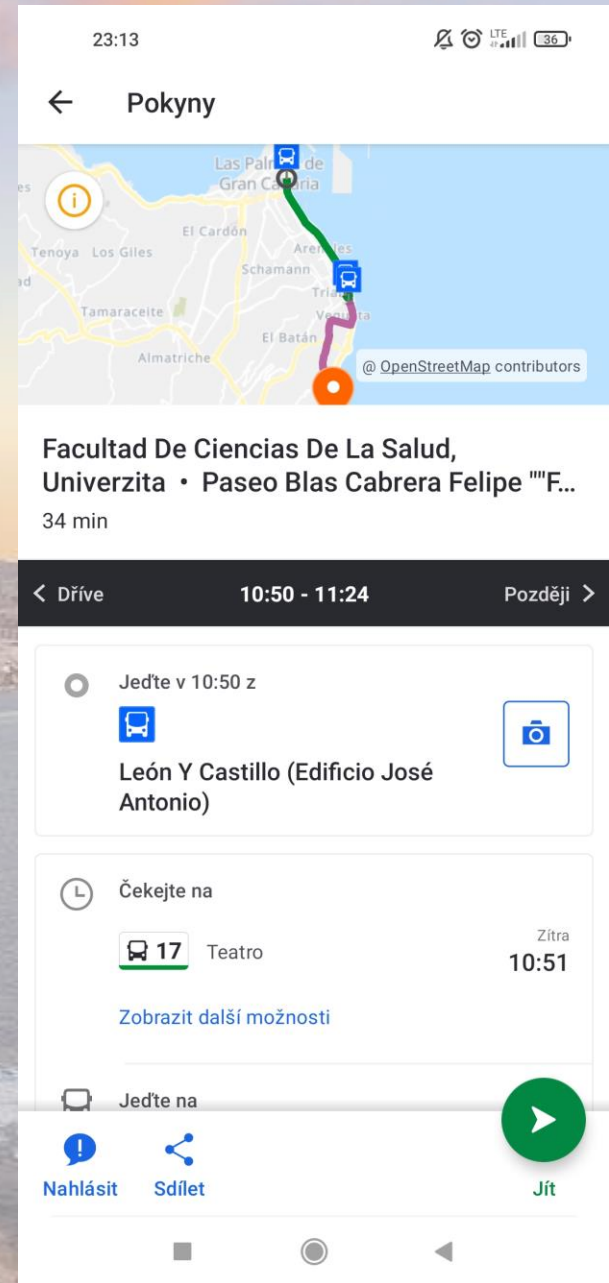 23:13
LTE
36
Pokyny
Las Palmas de
Gran Canaria
El Cardón
Tenoya Los Giles
Schamann
Tamaraceite
El Batán
Almatriche
@ OpenStreetMap contributors
Facultad De Ciencias De La Salud,
Univerzita • Paseo Blas Cabrera Felipe ""F...
34 min
Dříve 10:50 - 11:24 Později
Jeďte v 10:50 z
León Y Castillo (Edificio José
Antonio)
Čekejte na
17 Teatro
Zítra
10:51
Zobrazit další možnosti
Jeďte na
Nahlásit Sdílet Jít